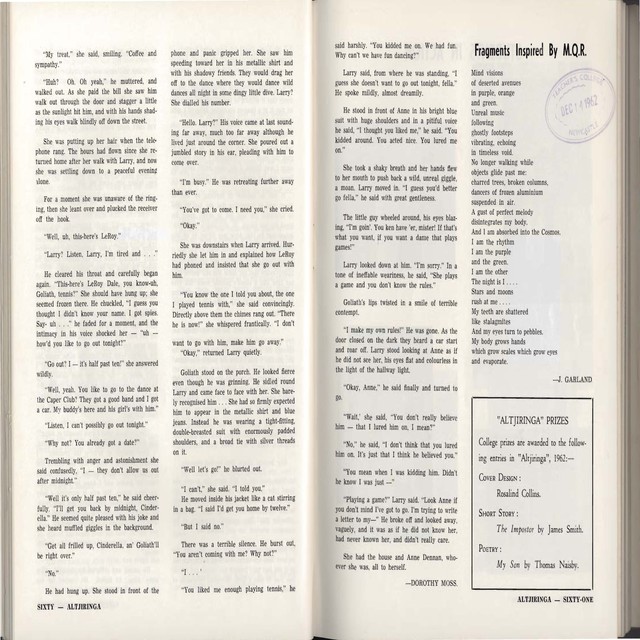 "My treat," she said, smiling. "Coffee and
sympathy."
"Huh? Oh. Oh yeah," he muttered, and
walked out. As she paid the bill she saw him
walk out through the door and stagger a little
as the sunlight hit him, and with his hands shad-
ing his eyes walk blindly off down the street.
She was putting up her hair when the tele-
phone rang. The hours had down since she re-
turned home after her walk with Larry, and now
she was settling down to a peaceful evening
alone.
For a moment she was unaware of the ring-
ing, then she leant over and plucked the receiver
off the hook.
"Well, uh, this-here's LeRoy."
"Larry! Listen, Larry, I'm tired and . . ."
He cleared his throat and carefully began
again. "This-here's LeRoy Dale, you know-uh,
Goliath, tennis?" She should have hung up; she
seemed frozen there. He chuckled, "I guess you
thought I didn't know your name. I got spies.
Say- uh . . ." he faded for a moment, and the
intimacy in his voice shocked her — "uh —
how'd you like to go out tonight?"
"Go out? I — it's half past ten!" she answered
wildly.
"Well, yeah. You like to go to the dance at
the Caper Club? They got a good band and I got
a car. My buddy's here and his girl's with him."
"Listen, I can't possibly go out tonight."
"Why not? You already got a date?"
Trembling with anger and astonishment she
said confusedly, "I — they don't allow us out
after midnight."
"Well it's only half past ten," he said cheer-
fully. "I'll get you back by midnight, Cinder-
ella." He seemed quite pleased with his joke and
she heard muffled giggles in the background.
"Get all frilled up, Cinderella, an' Goliath'll
be right over."
"No."
He had hung up. She stood in front of the
SIXTY — ALTJIRINGA
phone and panic gripped her. She saw him
speeding toward her in his metallic shirt and
with his shadowy friends. They would drag her
off to the dance where they would dance wild
dances all night in some dingy little dive. Larry!
She dialled his number.
"Hello. Larry?" His voice came at last sound-
ing far away, much too far away although he
lived just around the corner. She poured out a
jumbled story in his ear, pleading with him to
come over.
"I'm busy." He was retreating further away
than ever.
"You've got to come. I need you," she cried.
"Okay."
She was downstairs when Larry arrived. Hur-
riedly she let him in and explained how LeRoy
had phoned and insisted that she go out with
him.
"You know the one I told you about, the one
I played tennis with," she said convincingly.
Directly above them the chimes rang out. "There
he is now!" she whispered frantically. "I don't
want to go with him, make him go away."
"Okay," returned Larry quietly.
Goliath stood on the porch. He looked fierce
even though he was grinning. He sidled round
Larry and came face to face with her. She bare-
ly recognised him . . . She had so firmly expected
him to appear in the metallic shirt and blue
jeans. Instead he was wearing a tight-fitting,
double-breasted suit with enormously padded
shoulders, and a broad tie with silver threads
on it.
"Well let's go!" he blurted out.
"I can't," she said. "I told you."
He moved inside his jacket like a cat stirring
in a bag. "I said I'd get you home by twelve."
"But I said no."
There was a terrible silence. He burst out,
"You aren't coming with me? Why not?"
"I . . .'
"You liked me enough playing tennis," he
said harshly. "You kidded me on. We had fun.
Why can't we have fun dancing?"
Larry said, from where he was standing, "I
guess she doesn't want to go out tonight, fella."
He spoke mildly, almost dreamily.
He stood in front of Anne in his bright blue
suit with huge shoulders and in a pitiful voice
he said, "I thought you liked me," he said. "You
kidded around. You acted nice. You lured me
on."
She took a shaky breath and her hands flew
to her mouth to push back a wild, unreal giggle,
a moan. Larry moved in. "I guess you'd better
go fella," he said with great gentleness.
The little guy wheeled around, his eyes blaz-
ing, "I'm goin'. You ken have 'er, mister! If that's
what you want, if you want a dame that plays
games!"
Larry looked down at him. "I'm sorry." In a
tone of ineffable weariness, he said, "She plays
a game and you don't know the rules."
Goliath's lips twisted in a smile of terrible
contempt.
"I make my own rules!" He was gone. As the
door closed on the dark they heard a car start
and roar off. Larry stood looking at Anne as if
he did not see her, his eyes flat and colourless in
the light of the hallway light.
"Okay, Anne," he said finally and turned to
go.
"Wait,' she said, "You don't really believe
him — that I lured him on, I mean?"
"No," he said, "I don't think that you lured
him on. It's just that I think he believed you."
"You mean when I was kidding him. Didn't
he know I was just —"
"Playing a game?" Larry said. "Look Anne if
you don't mind I've got to go. I'm trying to write
a letter to my—" He broke off and looked away,
vaguely, and it was as if he did not know her,
had never known her, and didn't really care.
She had the house and Anne Dennan, who-
ever she was, all to herself.
—DOROTHY MOSS.
Fragments Inspired By M.Q.R.
Mind visions
of deserted avenues
in purple, orange
and green.
Unreal music
following
ghostly footsteps
vibrating, echoing
in timeless void.
No longer walking while
objects glide past me:
charred trees, broken columns,
dancers of frozen aluminium
suspended in air.
A gust of perfect melody
disintegrates my body.
And I am absorbed into the Cosmos.
I am the rhythm
I am the purple
and the green.
I am the other
The night is I . . . .
Stars and moons
rush at me . . . .
My teeth are shattered
like stalagmites
And my eyes turn to pebbles.
My body grows hands
which grow scales which grow eyes
and evaporate.
—J. GARLAND
TEACHER'S COLLEGE
DEC 14 1962
NEWCASTLE
"ALTJIRINGA" PRIZES
College prizes are awarded to the follow-
ing entries in "Altjiringa", 1962:—
COVER DESIGN :
Rosalind Collins.
SHORT STORY :
The Impostor by James Smith.
POETRY :
My Son by Thomas Naisby.
ALTJIRINGA — SIXTY-ONE